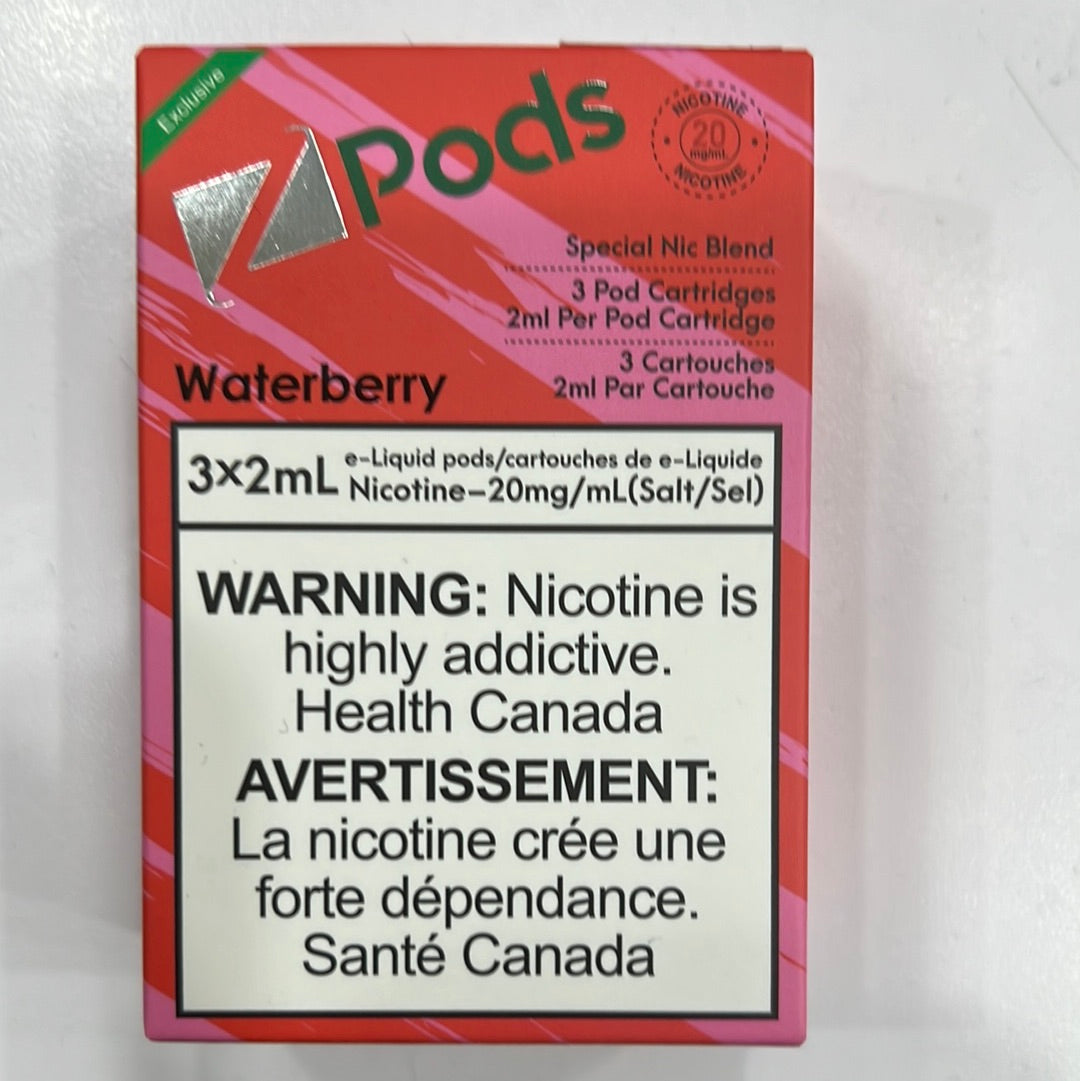 Exclusive
Z Pods
NICOTINE
20
mg/mL
NICOTINE
Special Nic Blend
3 Pod Cartridges
2ml Per Pod Cartridge
3 Cartouches
2ml Par Cartouche
Waterberry
3×2mL e-Liquid pods/cartouches de e-Liquide
Nicotine-20mg/mL(Salt/Sel)
WARNING: Nicotine is
highly addictive.
Health Canada
AVERTISSEMENT:
La nicotine crée une
forte dépendance.
Santé Canada